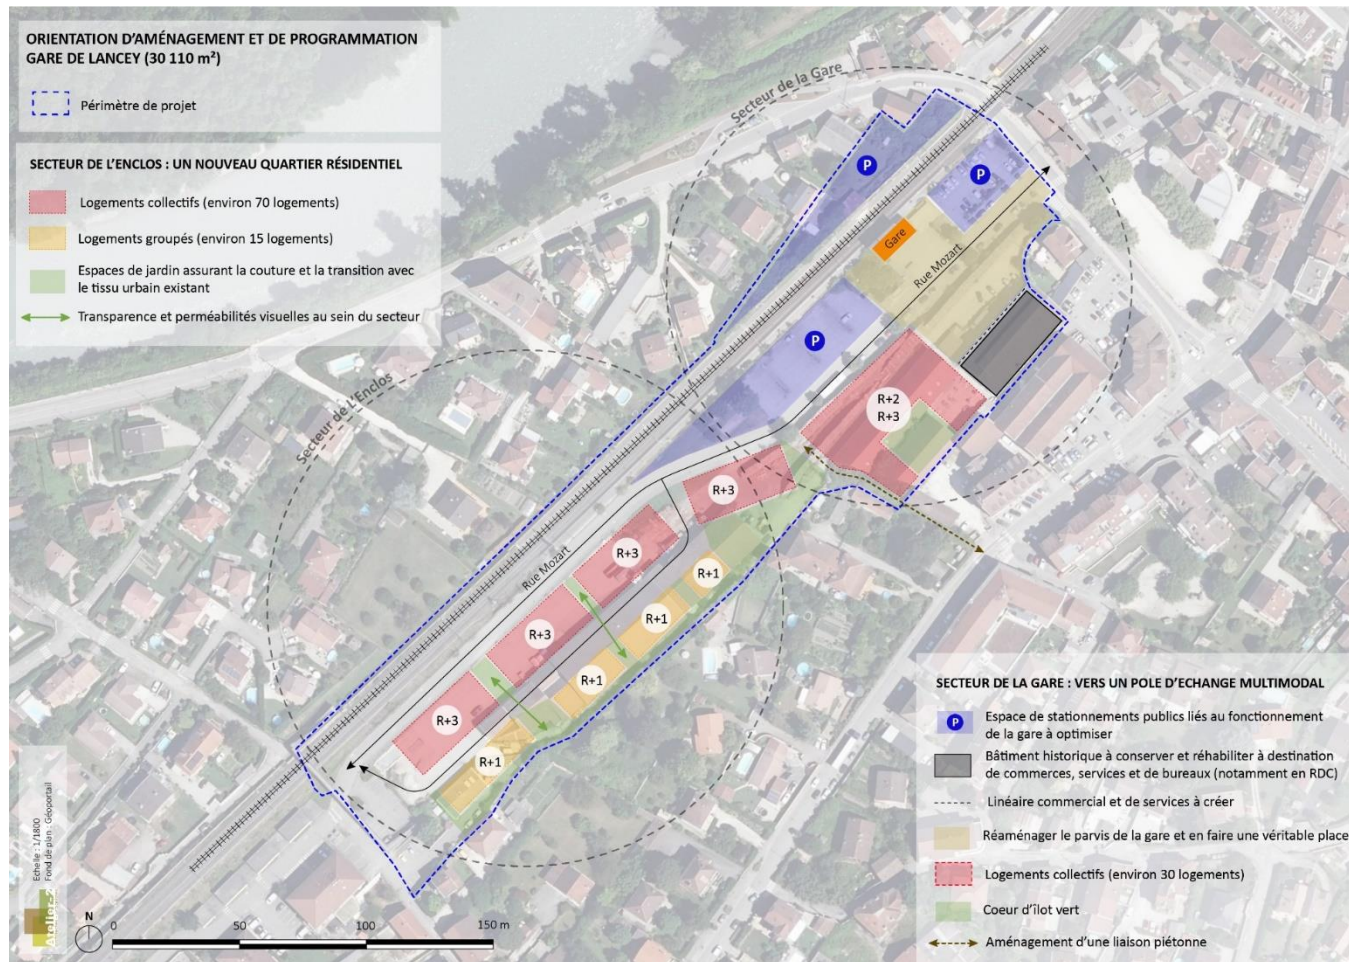 ORIENTATION D'AMÉNAGEMENT ET DE PROGRAMMATION
GARE DE LANCEY (30 110 m²)
Périmètre de projet
SECTEUR DE L'ENCLOS : UN NOUVEAU QUARTIER RÉSIDENTIEL
Logements collectifs (environ 70 logements)
Logements groupés (environ 15 logements)
Espaces de jardin assurant la couture et la transition avec
le tissu urbain existant
Transparence et perméabilités visuelles au sein du secteur
Secteur de la Gare
P
P
Gare
Rue Mozart
P
R+2
R+3
Secteur de L'Enclos
R+3
R+3
Rue Mozart
R+1
R+3
R+1
R+1
R+3
R+1
SECTEUR DE LA GARE : VERS UN POLE D'ECHANGE MULTIMODAL
P
Espace de stationnements publics liés au fonctionnement
de la gare à optimiser
Bâtiment historique à conserver et réhabiliter à destination
de commerces, services et de bureaux (notamment en RDC)
Linéaire commercial et de services à créer
Réaménager le parvis de la gare et en faire une véritable place
Logements collectifs (environ 30 logements)
Coeur d'îlot vert
Aménagement d'une liaison piétonne
Atelier-2
Echelle : 1/1800
Fond de plan : Géoportail
N
0 50 100 150 m